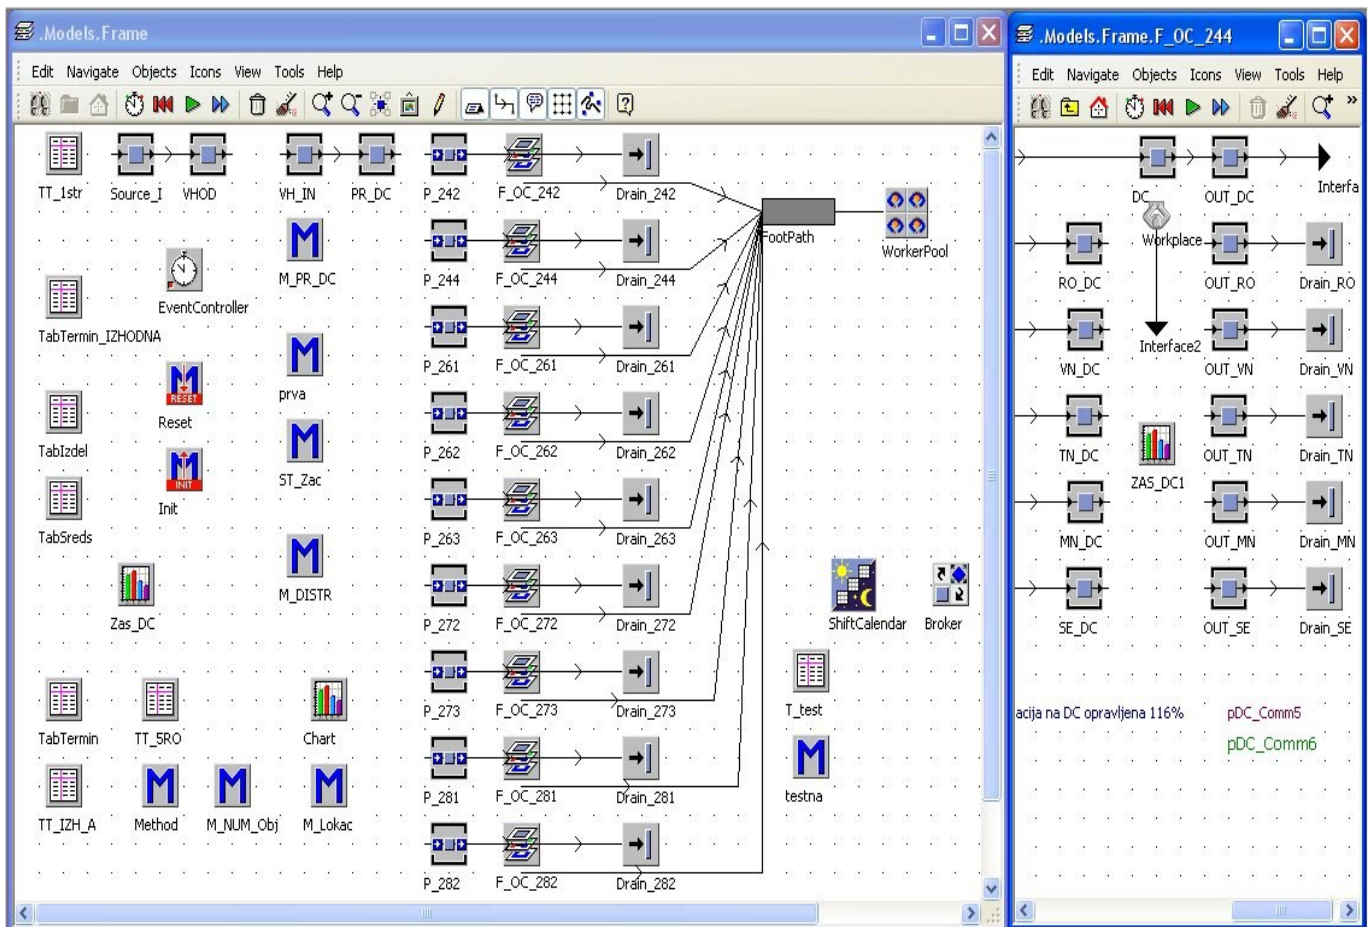 .Models.Frame
Edit Navigate Objects Icons View Tools Help
TT_1str Source_I VHOD VH_IN PR_DC P_242 F_OC_242 Drain_242
FootPath
WorkerPool
M_PR_DC P_244 F_OC_244 Drain_244
EventController
TabTermin_IZHODNA
P_261 F_OC_261 Drain_261
prva
RESET
Reset
TabIzdel
P_262 F_OC_262 Drain_262
ST_Zac
INIT
Init
TabSreds
P_263 F_OC_263 Drain_263
M_DISTR
Zas_DC
P_272 F_OC_272 Drain_272
ShiftCalendar Broker
TabTermin TT_5RO Chart
P_273 F_OC_273 Drain_273
T_test
P_281 F_OC_281 Drain_281
testna
TT_IZH_A Method M_NUM_Obj M_Lokac
P_282 F_OC_282 Drain_282
.Models.Frame.F_OC_244
Edit Navigate Objects Icons View Tools Help
DC OUT_DC Interfa
Workplace
RO_DC OUT_RO Drain_RO
Interface2
VN_DC OUT_VN Drain_VN
TN_DC OUT_TN Drain_TN
ZAS_DC1
MN_DC OUT_MN Drain_MN
SE_DC OUT_SE Drain_SE
acija na DC opravljena 116% pDC_Comm5
pDC_Comm6